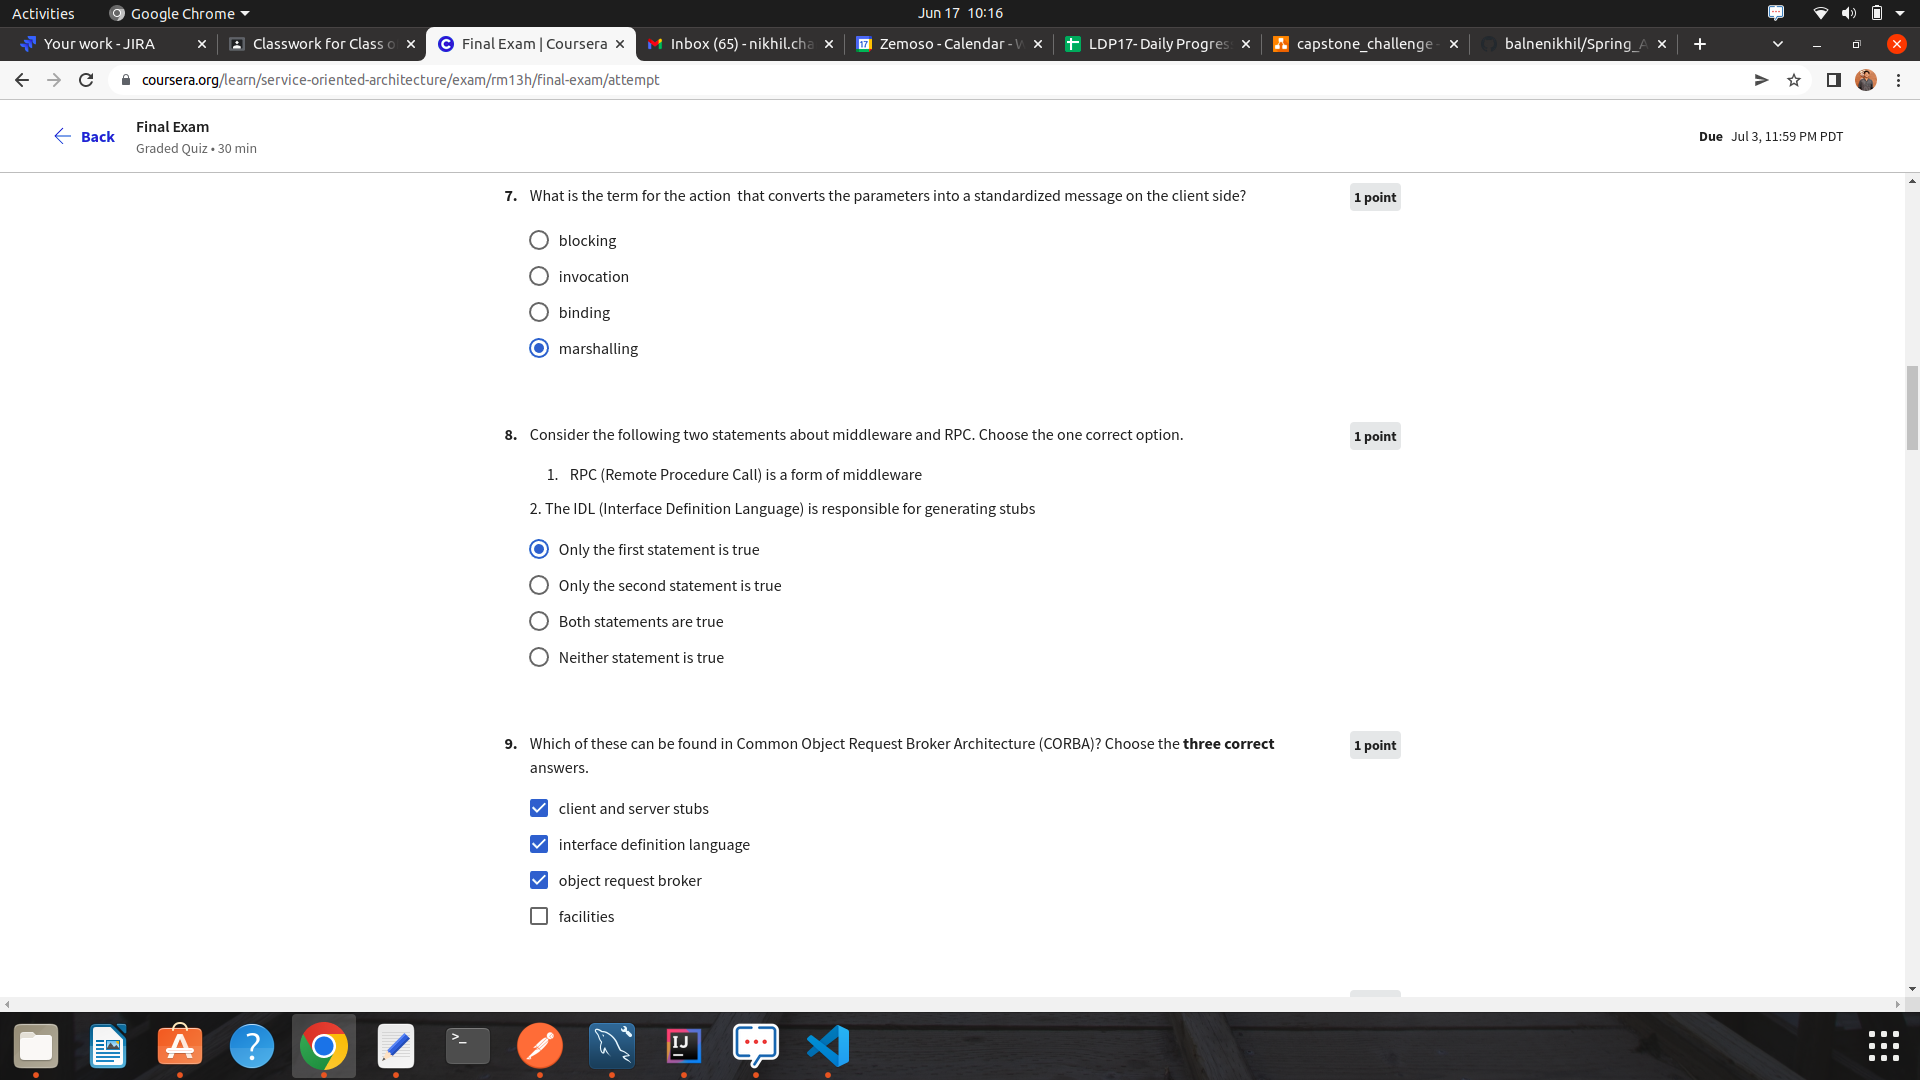 Activities
Google Chrome
Jun 17 10:16
Your work - JIRA
Classwork for Class o
Final Exam | Coursera
Inbox (65) - nikhil.cha
Zemoso - Calendar - W
LDP17- Daily Progres
capstone_challenge -
balnenikhil/Spring_A
coursera.org/learn/service-oriented-architecture/exam/rm13h/final-exam/attempt
Back
Final Exam
Graded Quiz • 30 min
Due Jul 3, 11:59 PM PDT
7. What is the term for the action that converts the parameters into a standardized message on the client side?
1 point
blocking
invocation
binding
marshalling
8. Consider the following two statements about middleware and RPC. Choose the one correct option.
1 point
1. RPC (Remote Procedure Call) is a form of middleware
2. The IDL (Interface Definition Language) is responsible for generating stubs
Only the first statement is true
Only the second statement is true
Both statements are true
Neither statement is true
9. Which of these can be found in Common Object Request Broker Architecture (CORBA)? Choose the three correct
answers.
1 point
client and server stubs
interface definition language
object request broker
facilities